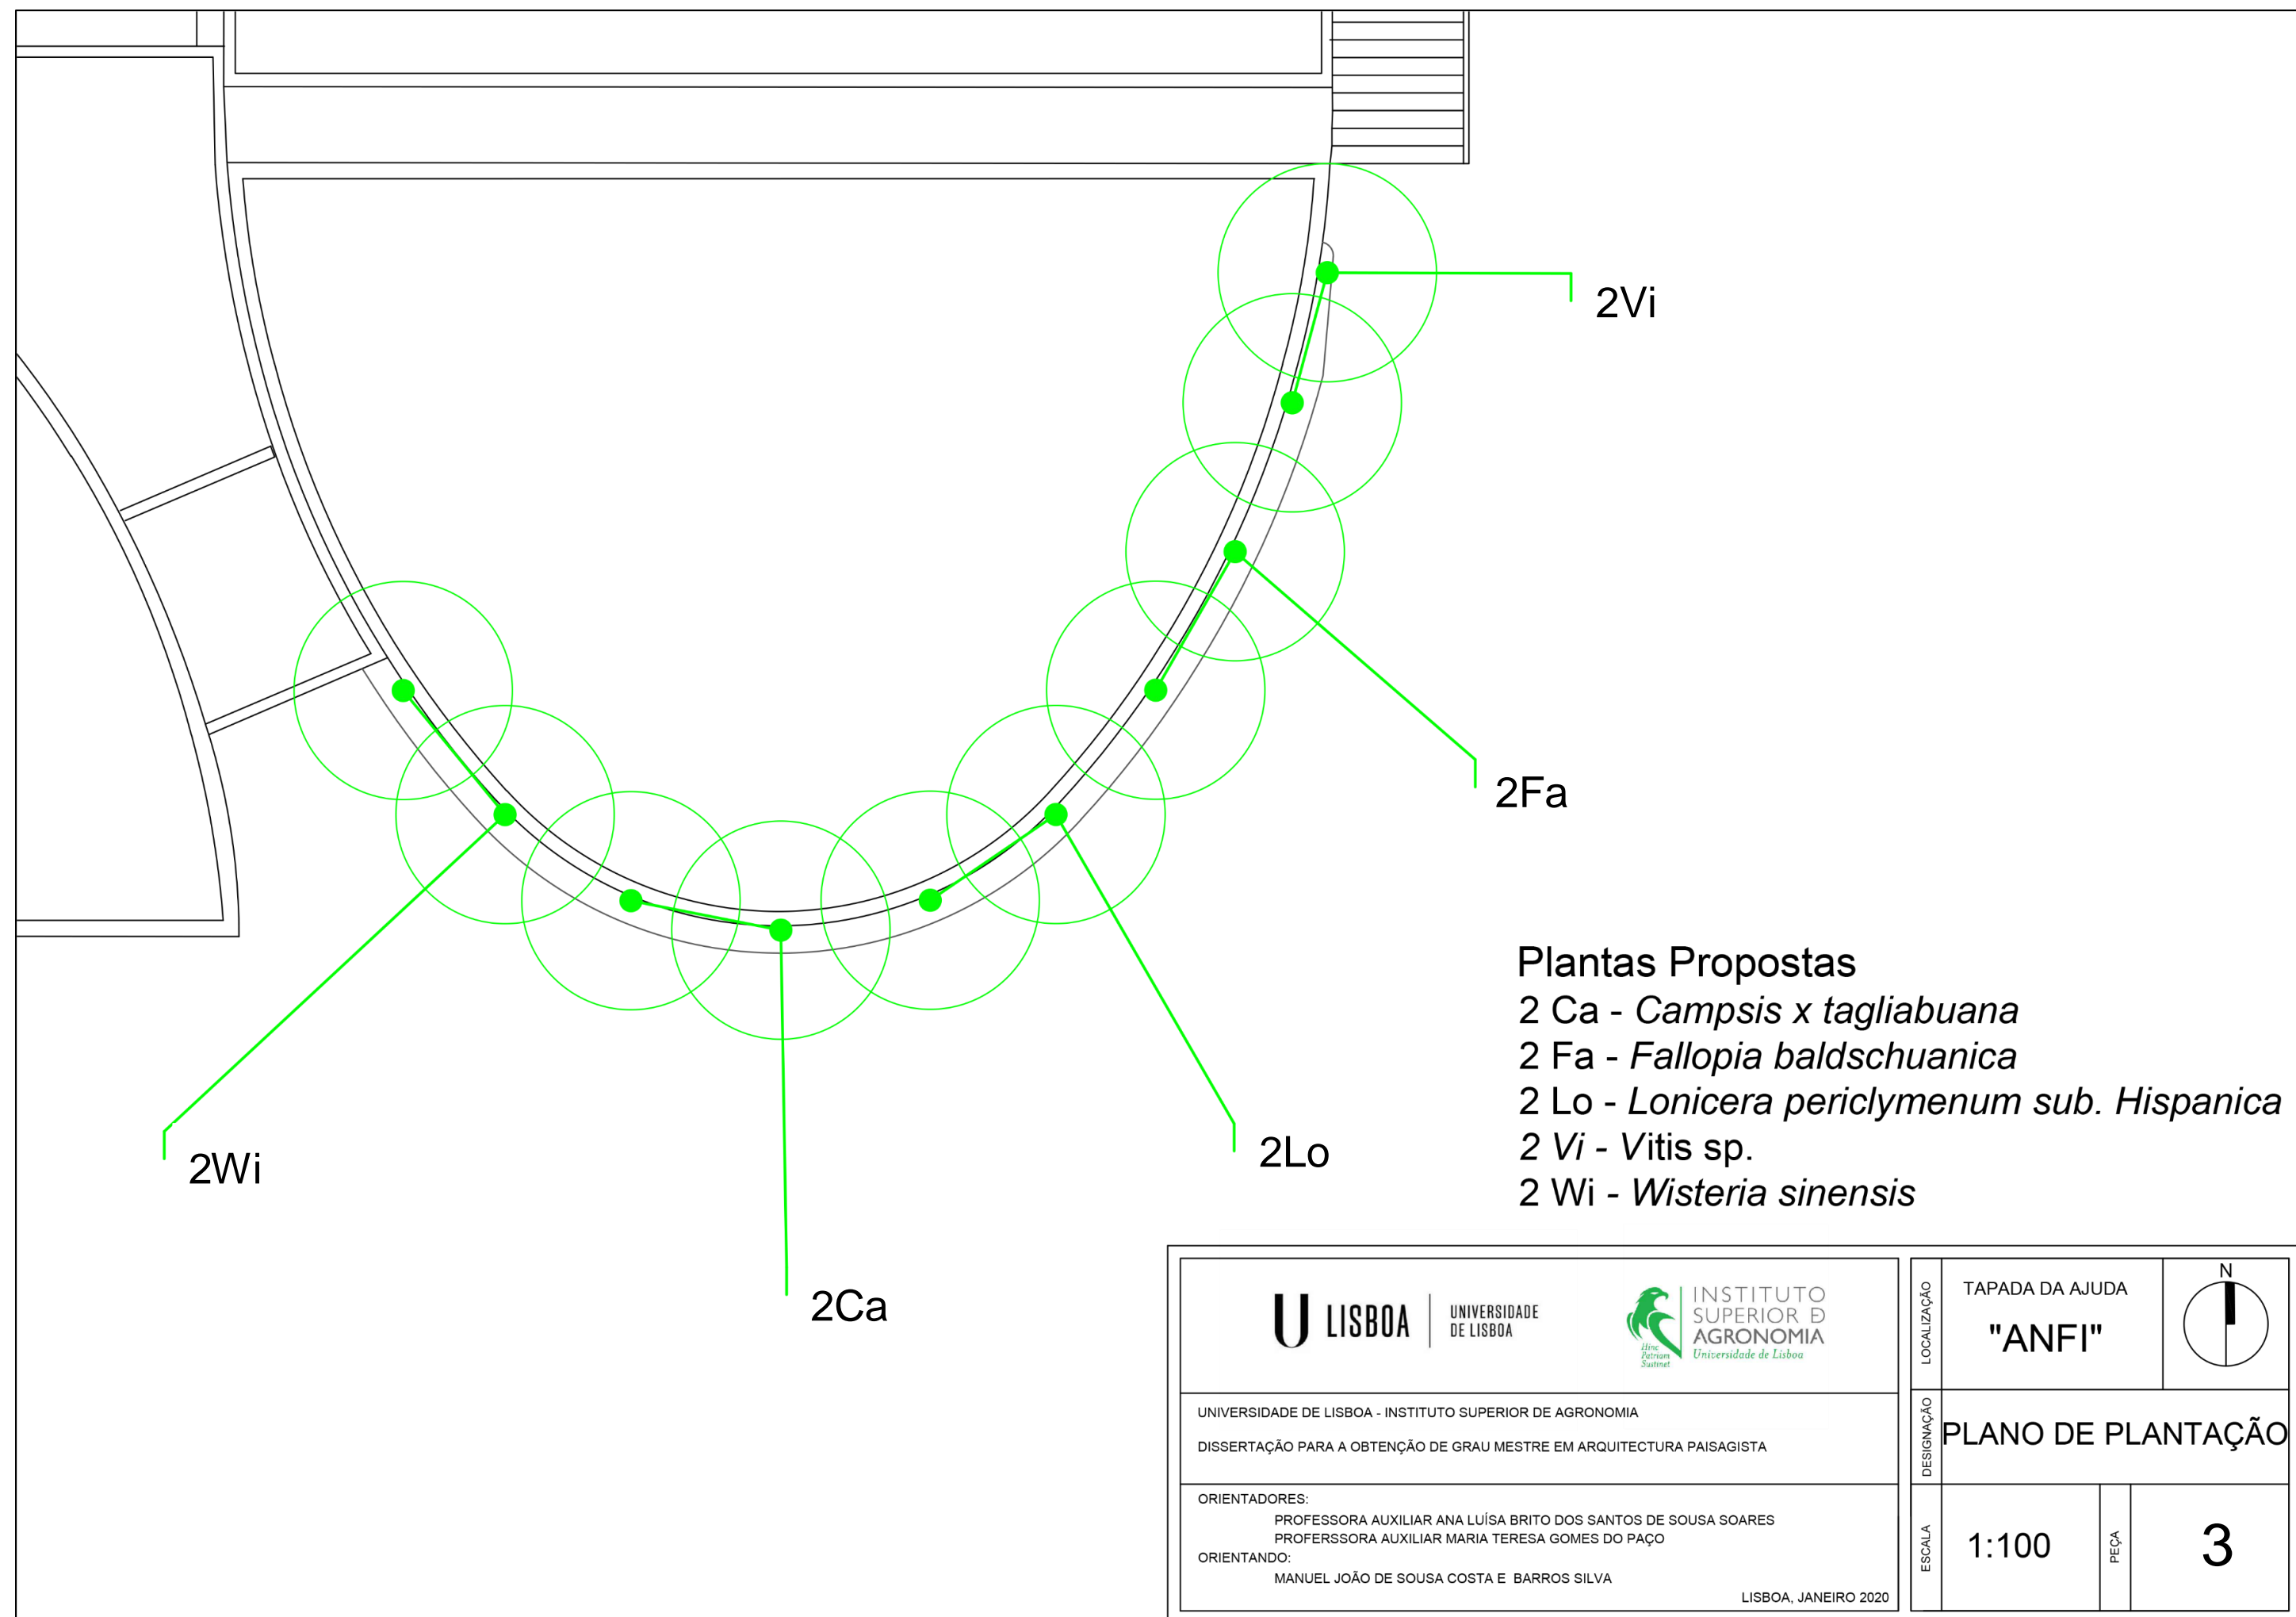 2Vi
2Fa
2Lo
2Wi
2Ca
Plantas Propostas
2 Ca - Campsis x tagliabuana
2 Fa - Fallopia baldschuanica
2 Lo - Lonicera periclymenum sub. Hispanica
2 Vi - Vitis sp.
2 Wi - Wisteria sinensis
U LISBOA
UNIVERSIDADE
DE LISBOA
INSTITUTO
SUPERIOR D
AGRONOMIA
Universidade de Lisboa
Hinc
Patriam
Sustinet
UNIVERSIDADE DE LISBOA - INSTITUTO SUPERIOR DE AGRONOMIA
DISSERTAÇÃO PARA A OBTENÇÃO DE GRAU MESTRE EM ARQUITECTURA PAISAGISTA
ORIENTADORES:
PROFESSORA AUXILIAR ANA LUÍSA BRITO DOS SANTOS DE SOUSA SOARES
PROFERSSORA AUXILIAR MARIA TERESA GOMES DO PAÇO
ORIENTANDO:
MANUEL JOÃO DE SOUSA COSTA E BARROS SILVA
LISBOA, JANEIRO 2020
LOCALIZAÇÃO
TAPADA DA AJUDA
"ANFI"
N
DESIGNAÇÃO
PLANO DE PLANTAÇÃO
ESCALA
1:100
PEÇA
3